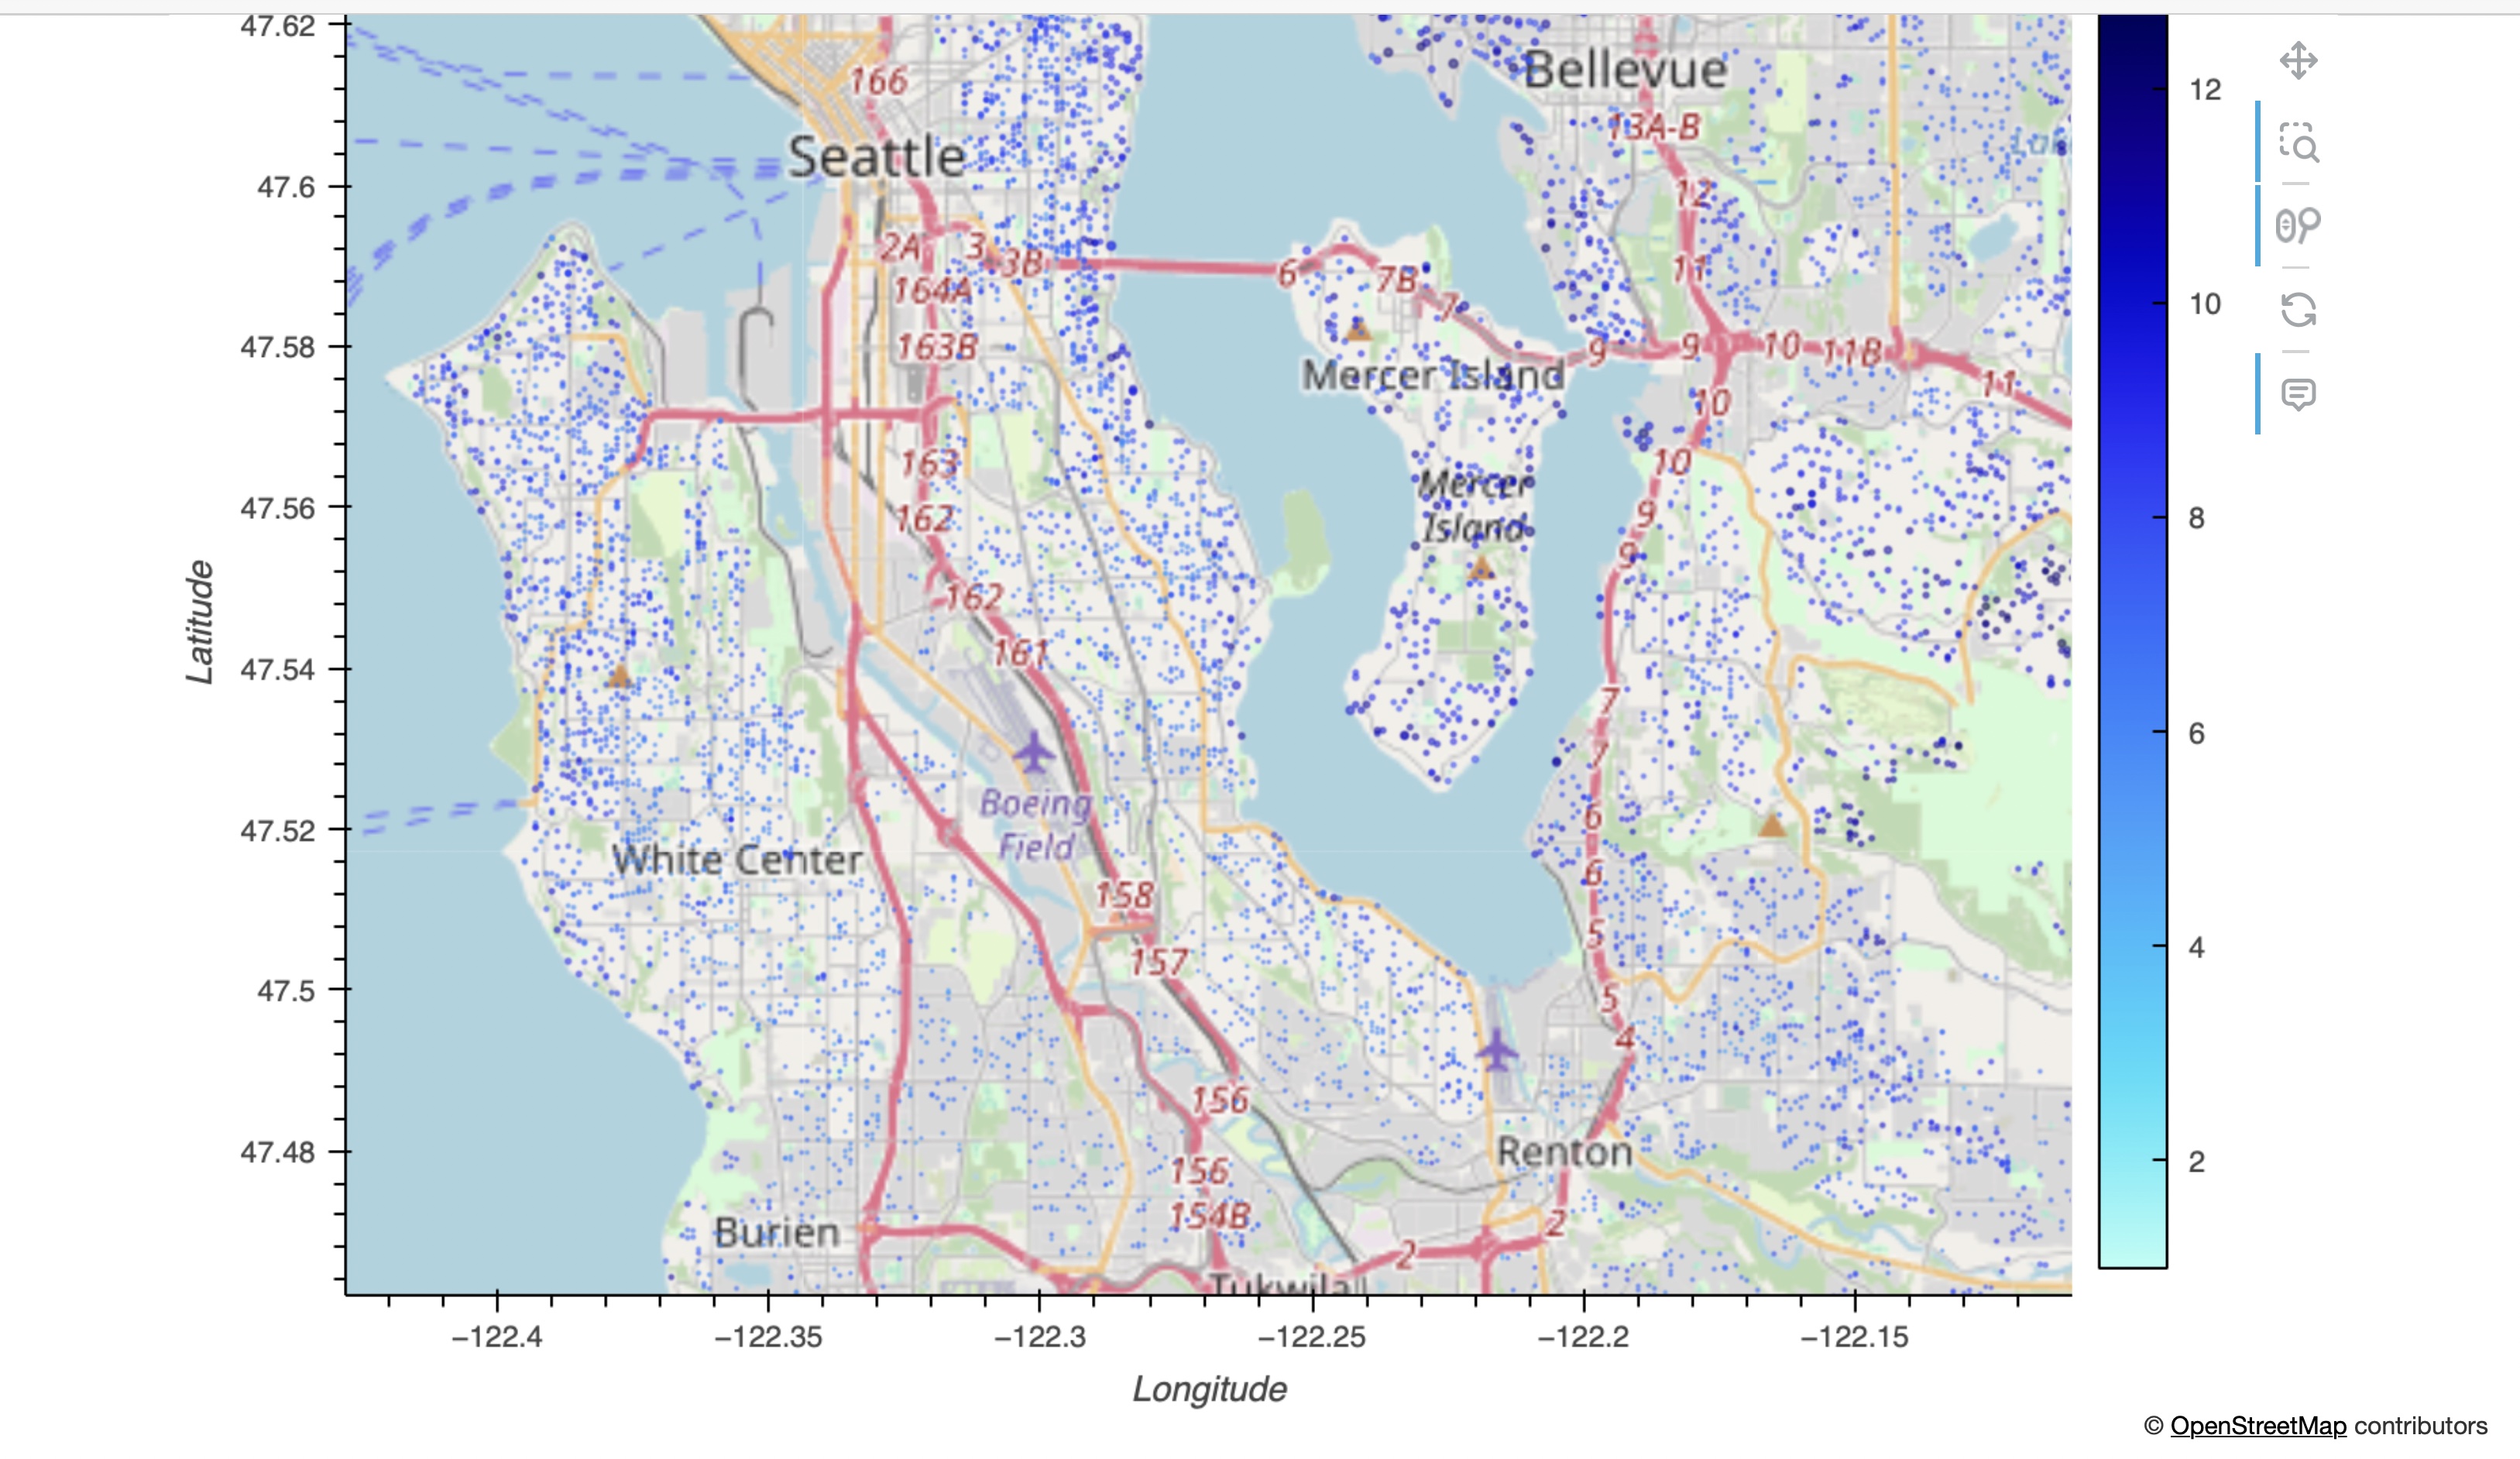 47.62
47.6
47.58
47.56
47.54
47.52
47.5
47.48
Latitude
166
Bellevue
13A-B
Seattle
12
2A
3
3B
6
7B
11
164A
7
163B
9
9
10
11B
11
Mercer Island
10
163
10
Mercer
Island
162
9
9
162
161
7
7
Boeing
Field
6
White Center
6
158
5
157
5
4
156
Renton
156
154B
Burien
2
2
Tukwila
−122.4
−122.35
−122.3
−122.25
−122.2
−122.15
Longitude
12
10
8
6
4
2
© OpenStreetMap contributors